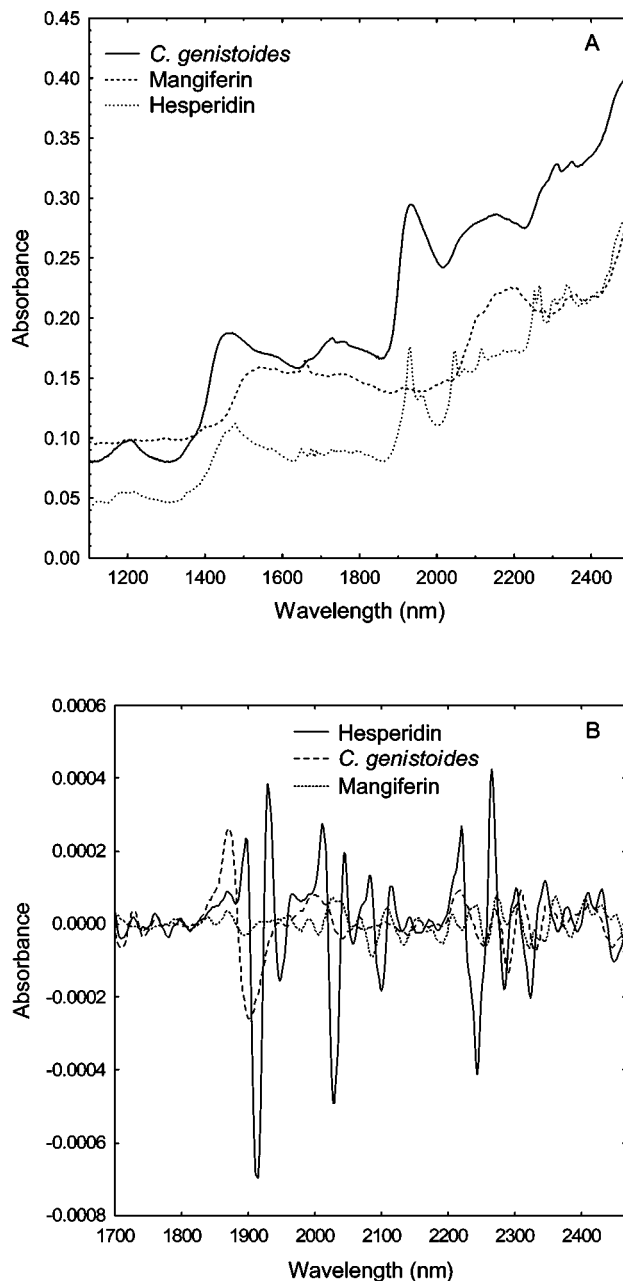 A
C. genistoides
Mangiferin
Hesperidin
0.45
0.40
0.35
0.30
0.25
0.20
0.15
0.10
0.05
0.00
Absorbance
1200 1400 1600 1800 2000 2200 2400
Wavelength (nm)
B
Hesperidin
C. genistoides
Mangiferin
0.0006
0.0004
0.0002
0.0000
-0.0002
-0.0004
-0.0006
-0.0008
Absorbance
1700 1800 1900 2000 2100 2200 2300 2400
Wavelength (nm)